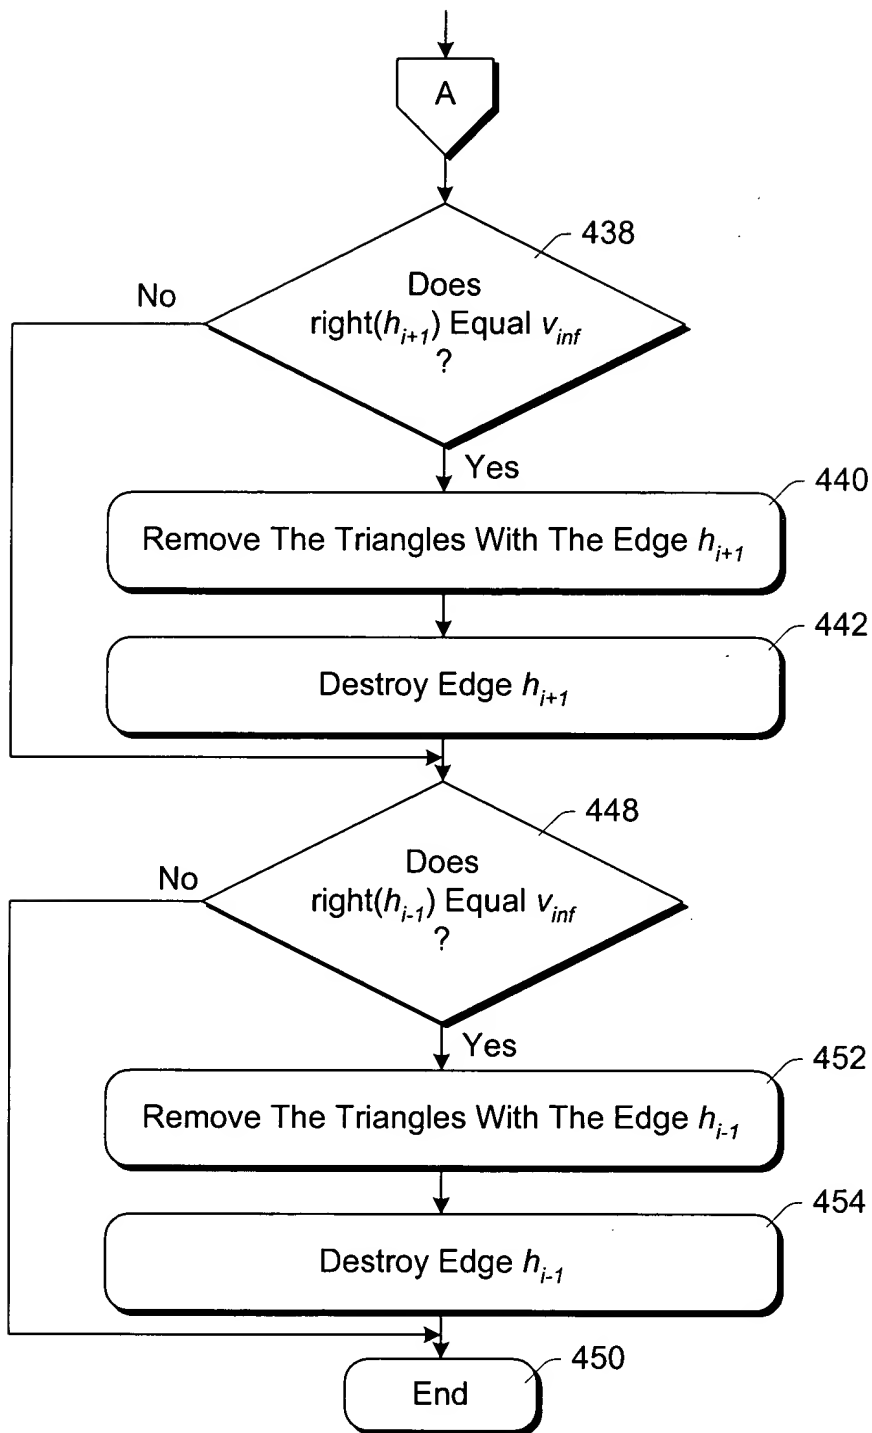 A
438
Does
No
right(h_{i+1}) Equal v_{inf}
?
Yes
440
Remove The Triangles With The Edge h_{i+1}
442
Destroy Edge h_{i+1}
448
Does
No
right(h_{i-1}) Equal v_{inf}
?
Yes
452
Remove The Triangles With The Edge h_{i-1}
454
Destroy Edge h_{i-1}
450
End